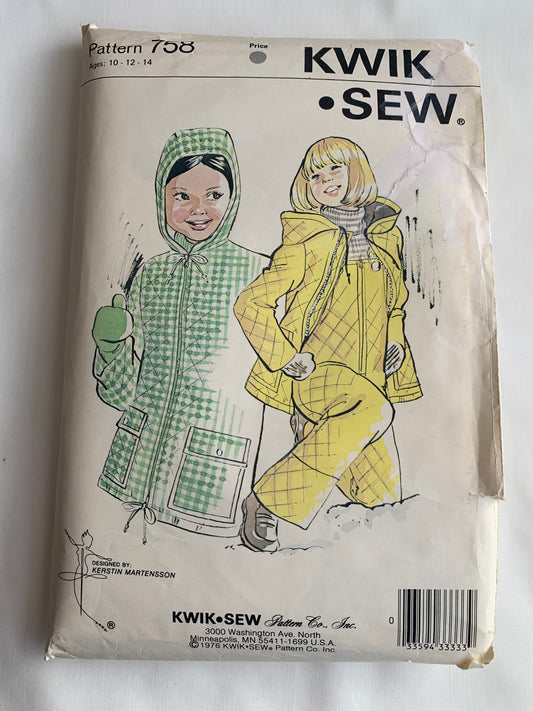 Pattern 758
Ages: 10 - 12 - 14
Price
KWIK
•SEW®
DESIGNED BY:
KERSTIN MARTENSSON
®
KWIK•SEW Pattern Co., Inc.
3000 Washington Ave. North
Minneapolis, MN 55411-1699 U.S.A.
©1976 KWIK•SEW® Pattern Co. Inc.
0
33594 33333